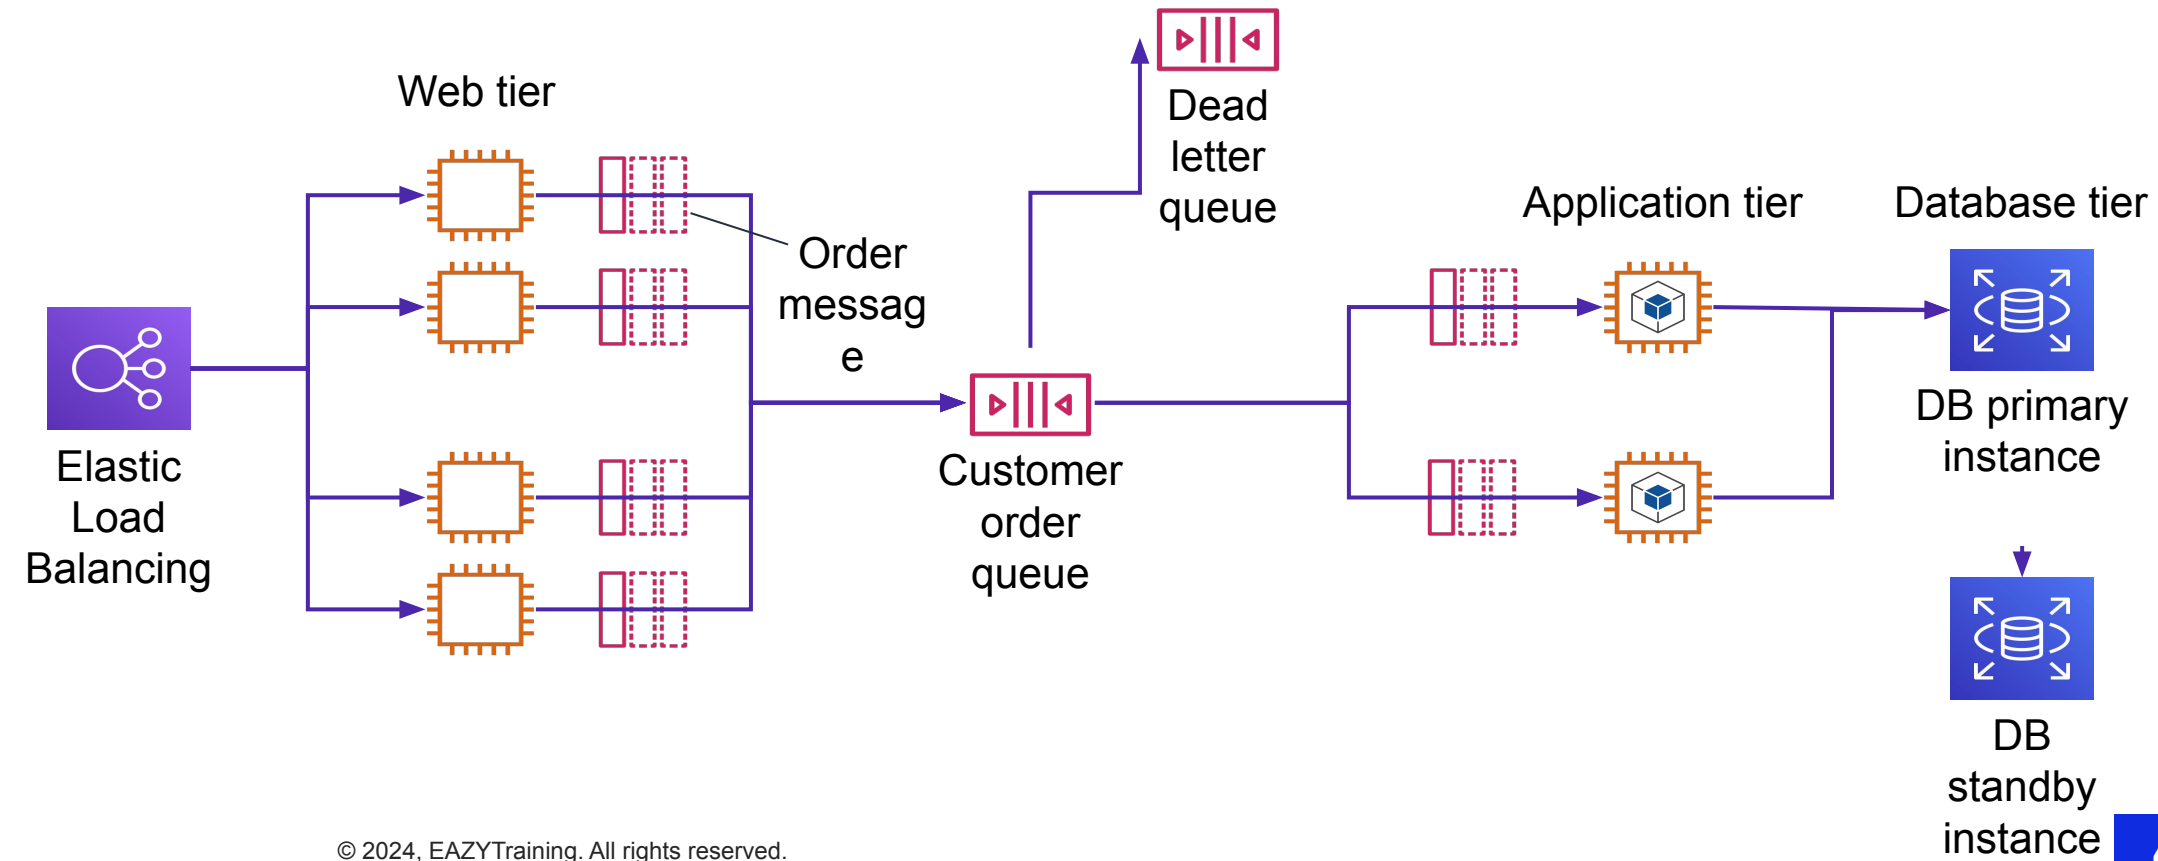 Web tier
Dead
letter
queue
Order
messag
e
Application tier
Database tier
Elastic
Load
Balancing
Customer
order
queue
DB primary
instance
DB
standby
instance
© 2024, EAZYTraining. All rights reserved.